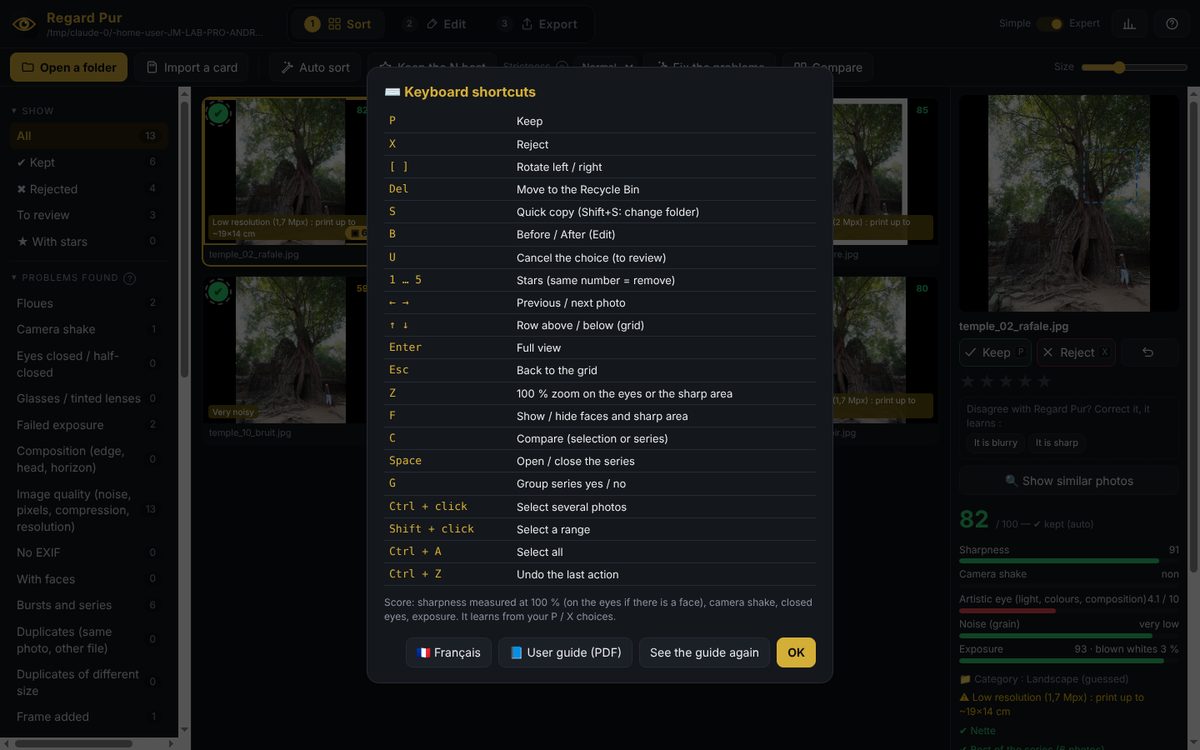 Regard Pur
/tmp/claude-0/-home-user-JM-LAB-PRO-ANDR...
1 Sort
2 Edit
3 Export
Simple Expert
Open a folder
Import a card
Auto sort
Compare
Size
SHOW
All 13
✔ Kept 6
✖ Rejected 4
To review 3
★ With stars 0
PROBLEMS FOUND ?
Floues 2
Camera shake 1
Eyes closed / half-
closed 0
Glasses / tinted lenses 0
Failed exposure 2
Composition (edge,
head, horizon) 0
Image quality (noise,
pixels, compression,
resolution) 13
No EXIF 0
With faces 0
Bursts and series 6
Duplicates (same
photo, other file) 0
Duplicates of different
size 0
Frame added 1
Low resolution (1,7 Mpx) : print up to
~19×14 cm
temple_02_rafale.jpg
Very noisy
temple_10_bruit.jpg
85
80
⌨ Keyboard shortcuts
P Keep
X Reject
[ ] Rotate left / right
Del Move to the Recycle Bin
S Quick copy (Shift+S: change folder)
B Before / After (Edit)
U Cancel the choice (to review)
1 … 5 Stars (same number = remove)
← → Previous / next photo
↑ ↓ Row above / below (grid)
Enter Full view
Esc Back to the grid
Z 100 % zoom on the eyes or the sharp area
F Show / hide faces and sharp area
C Compare (selection or series)
Space Open / close the series
G Group series yes / no
Ctrl + click Select several photos
Shift + click Select a range
Ctrl + A Select all
Ctrl + Z Undo the last action
Score: sharpness measured at 100 % (on the eyes if there is a face), camera shake, closed
eyes, exposure. It learns from your P / X choices.
Français
User guide (PDF)
See the guide again
OK
temple_02_rafale.jpg
Keep P
Reject X
Disagree with Regard Pur? Correct it, it
learns :
It is blurry
It is sharp
Show similar photos
82 / 100 — ✔ kept (auto)
Sharpness 91
Camera shake non
Artistic eye (light, colours, composition) 4.1 / 10
Noise (grain) very low
Exposure 93 · blown whites 3 %
Category : Landscape (guessed)
⚠ Low resolution (1,7 Mpx) : print up to
~19×14 cm
✔ Nette